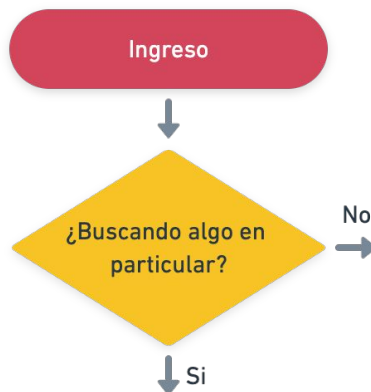 Ingreso
¿Buscando algo en
particular?
No
Si